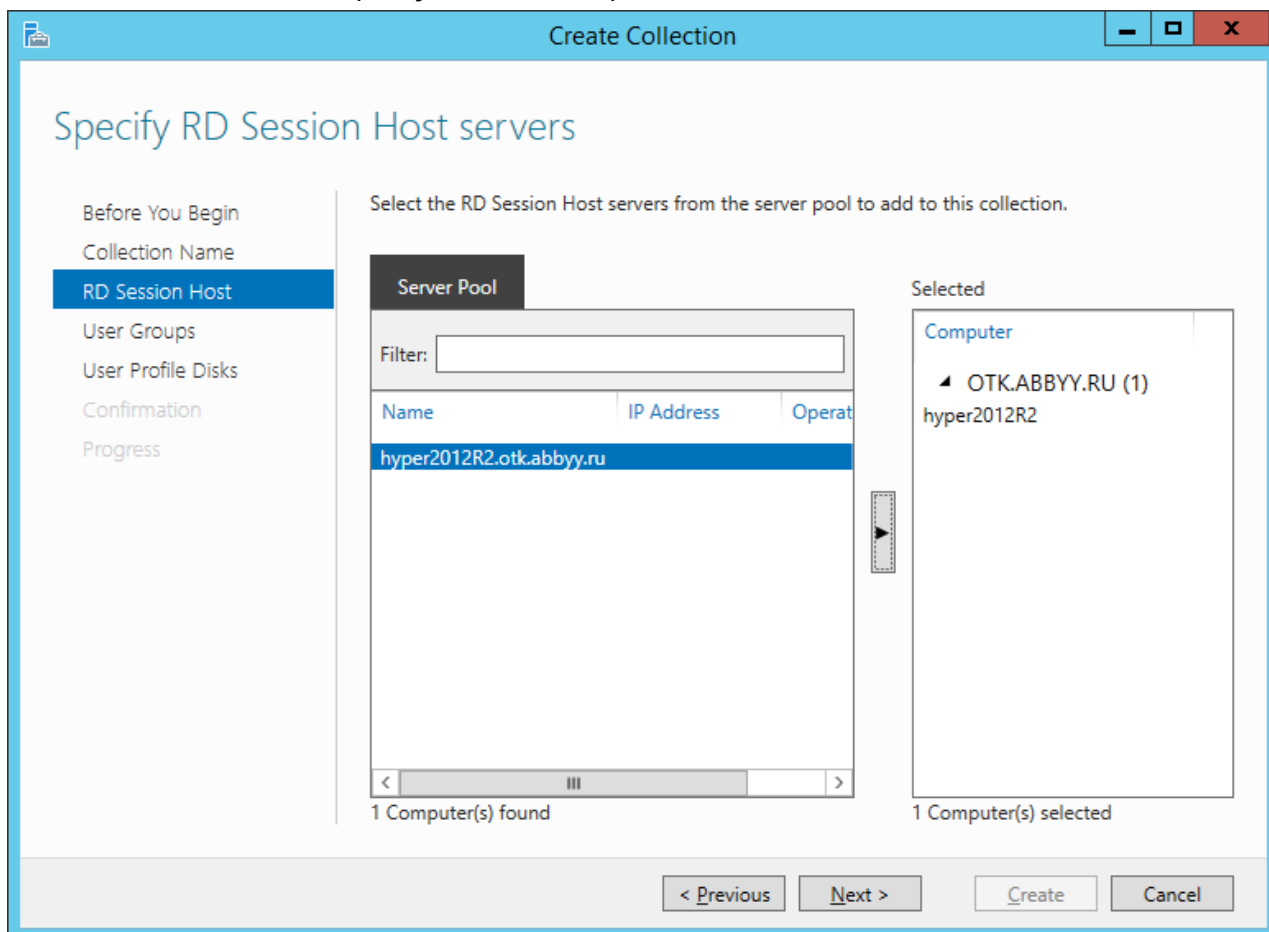 Create Collection
Specify RD Session Host servers
Before You Begin
Collection Name
RD Session Host
User Groups
User Profile Disks
Confirmation
Progress
Select the RD Session Host servers from the server pool to add to this collection.
Server Pool
Filter:
Name IP Address Operat
hyper2012R2.otk.abbyy.ru
1 Computer(s) found
Selected
Computer
OTK.ABBYY.RU (1)
hyper2012R2
1 Computer(s) selected
< Previous Next > Create Cancel